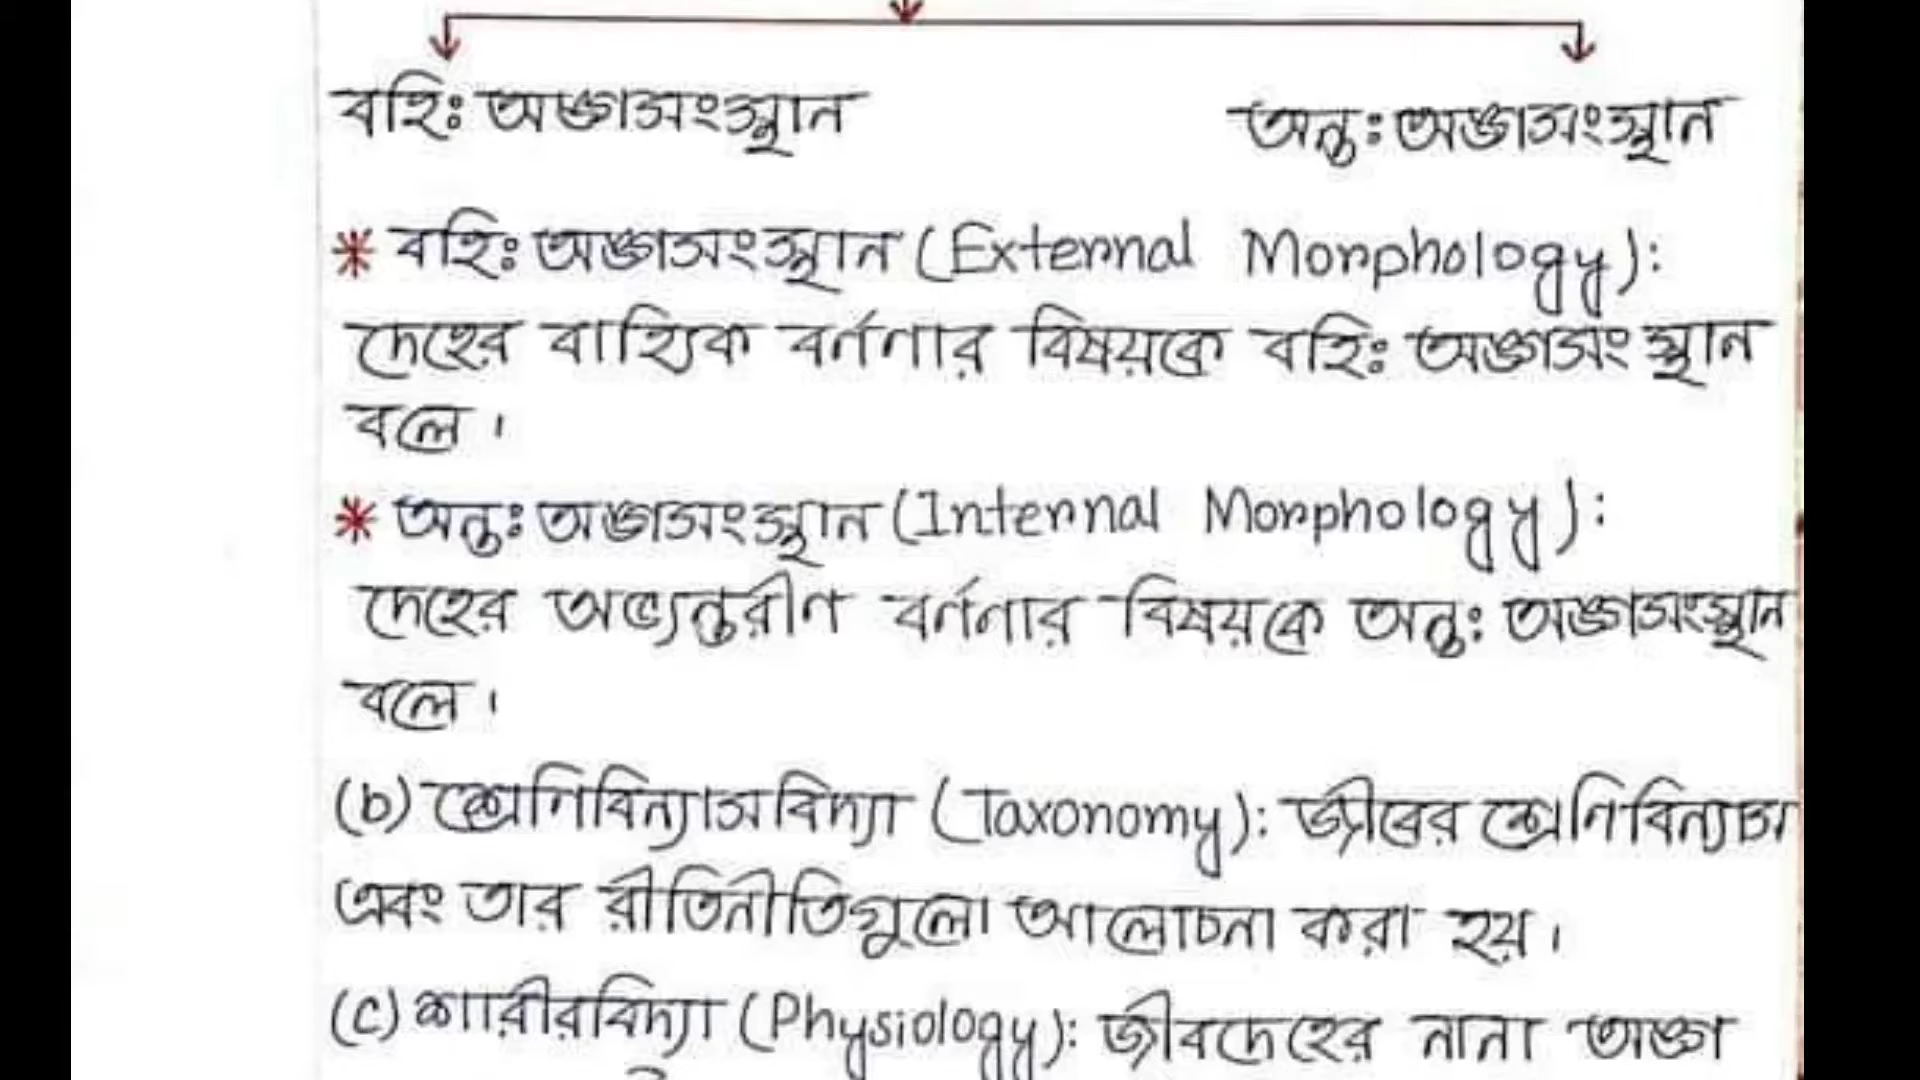 বহিঃ অঙ্গসংস্থান অন্তঃ অঙ্গসংস্থান
* বহিঃ অঙ্গসংস্থান (External Morphology):
দেহের বাহ্যিক বর্ণনার বিষয়কে বহিঃ অঙ্গসংস্থান
বলে।
* অন্তঃ অঙ্গসংস্থান (Internal Morphology):
দেহের অভ্যন্তরীণ বর্ণনার বিষয়কে অন্তঃ অঙ্গসংস্থান
বলে।
(b) শ্রেণিবিন্যাসবিদ্যা (Taxonomy): জীবের শ্রেণিবিন্যাস
এবং তার রীতিনীতিগুলো আলোচনা করা হয়।
(c) শারীরবিদ্যা (Physiology): জীবদেহের নানা অঙ্গ